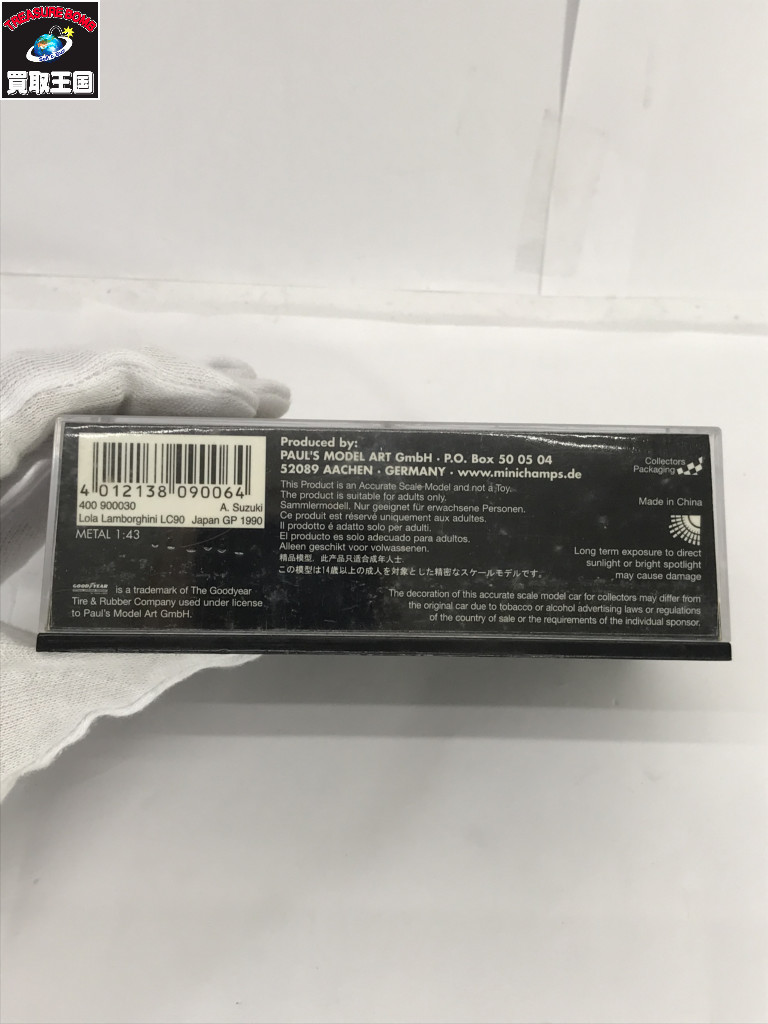 TREASURE BOMB
買取王国
4 012138 090064
400 900030 A. Suzuki
Lola Lamborghini LC90 Japan GP 1990
METAL 1:43
GOODYEAR is a trademark of The Goodyear
Tire & Rubber Company used under license
to Paul's Model Art GmbH.
Produced by:
PAUL'S MODEL ART GmbH · P.O. Box 50 05 04
52089 AACHEN · GERMANY · www.minichamps.de
This Product is an Accurate Scale Model and not a Toy.
The product is suitable for adults only.
Sammlermodell. Nur geeignet für erwachsene Personen.
Ce produit est réservé uniquement aux adultes.
Il prodotto é adatto solo per adulti.
El producto es solo adecuado para adultos.
Alleen geschikt voor volwassenen.
精品模型，此产品只适合成年人士
この模型は14歳以上の成人を対象とした精密なスケールモデルです。
Collectors
Packaging
Made in China
Long term exposure to direct
sunlight or bright spotlight
may cause damage
The decoration of this accurate scale model car for collectors may differ from
the original car due to tobacco or alcohol advertising laws or regulations
of the country of sale or the requirements of the individual sponsor.